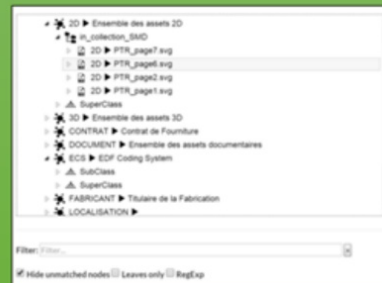 2D ▶ Ensemble des assets 2D
in_collection_SMD
2D ▶ PTR_page7.svg
2D ▶ PTR_page6.svg
2D ▶ PTR_page2.svg
2D ▶ PTR_page1.svg
SuperClass
3D ▶ Ensemble des assets 3D
CONTRAT ▶ Contrat de Fourniture
DOCUMENT ▶ Ensemble des assets documentaires
ECS ▶ EDF Coding System
SubClass
SuperClass
FABRICANT ▶ Titulaire de la Fabrication
LOCALISATION ▶
Filter: Filter...
Hide unmatched nodes Leaves only RegExp